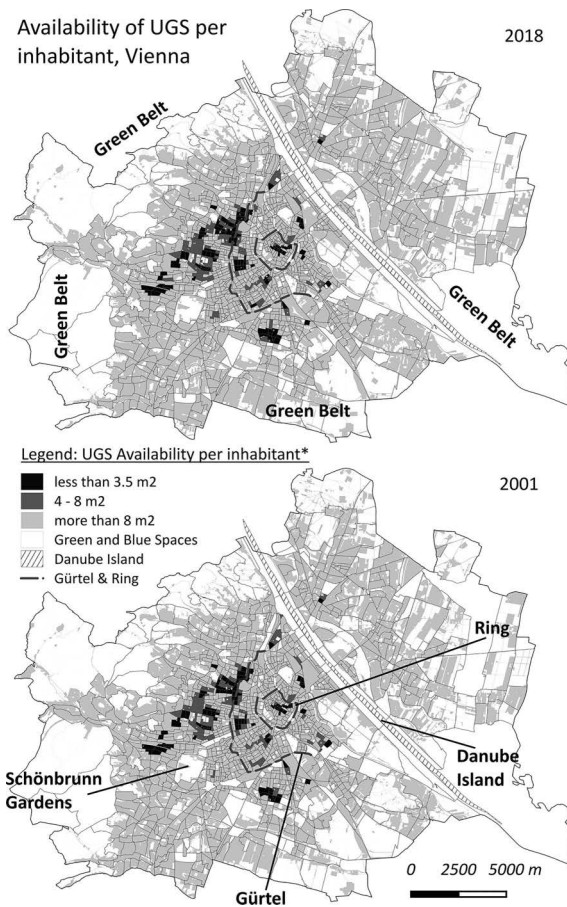 Availability of UGS per
inhabitant, Vienna
2018
Green Belt
Green Belt
Green Belt
Green Belt
Legend: UGS Availability per inhabitant*
less than 3.5 m2
4 - 8 m2
more than 8 m2
Green and Blue Spaces
Danube Island
Gürtel & Ring
2001
Ring
Danube
Island
Schönbrunn
Gardens
Gürtel
0 2500 5000 m